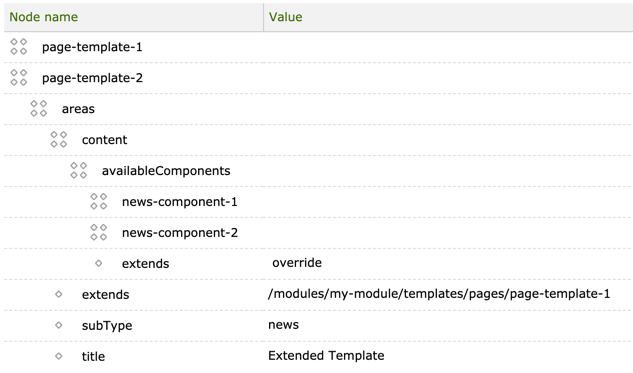 Node name Value
page-template-1
page-template-2
areas
content
availableComponents
news-component-1
news-component-2
extends override
extends /modules/my-module/templates/pages/page-template-1
subType news
title Extended Template